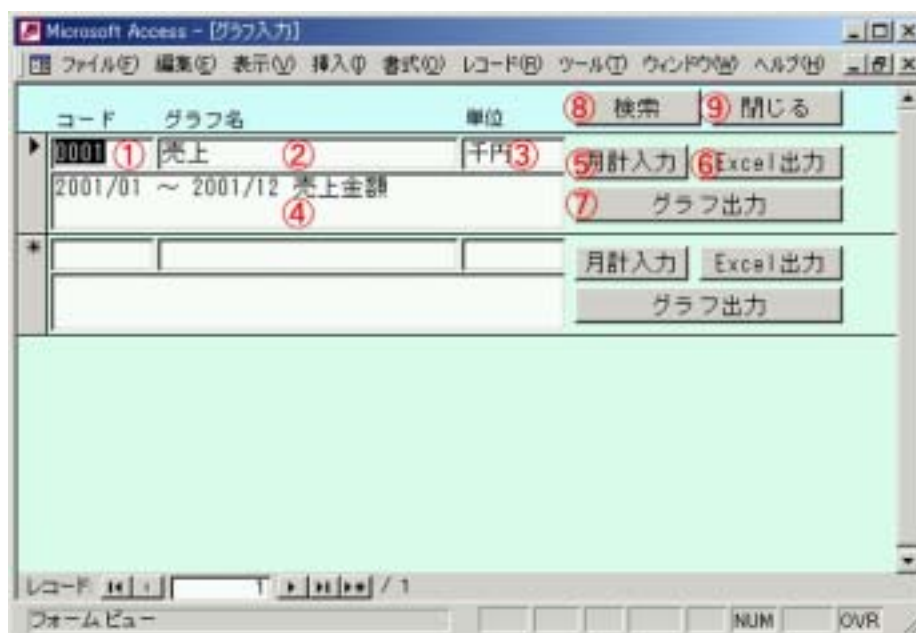 Microsoft Access - [グラフ入力]
ファイル(F) 編集(E) 表示(V) 挿入(I) 書式(O) レコード(R) ツール(T) ウィンドウ(W) ヘルプ(H)
コード グラフ名 単位 ⑧ 検索 ⑨ 閉じる
0001 ① 売上 ② 千円 ③ ⑤ 月計入力 ⑥ Excel出力
2001/01 ～ 2001/12 売上金額 ④ ⑦ グラフ出力
月計入力 Excel出力
グラフ出力
レコード: 1 / 1
フォームビュー NUM OVR